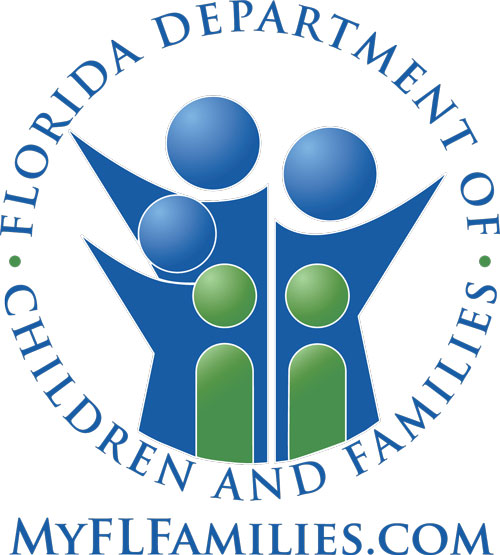 FLORIDA DEPARTMENT OF
CHILDREN AND FAMILIES
MYFLFAMILIES.COM